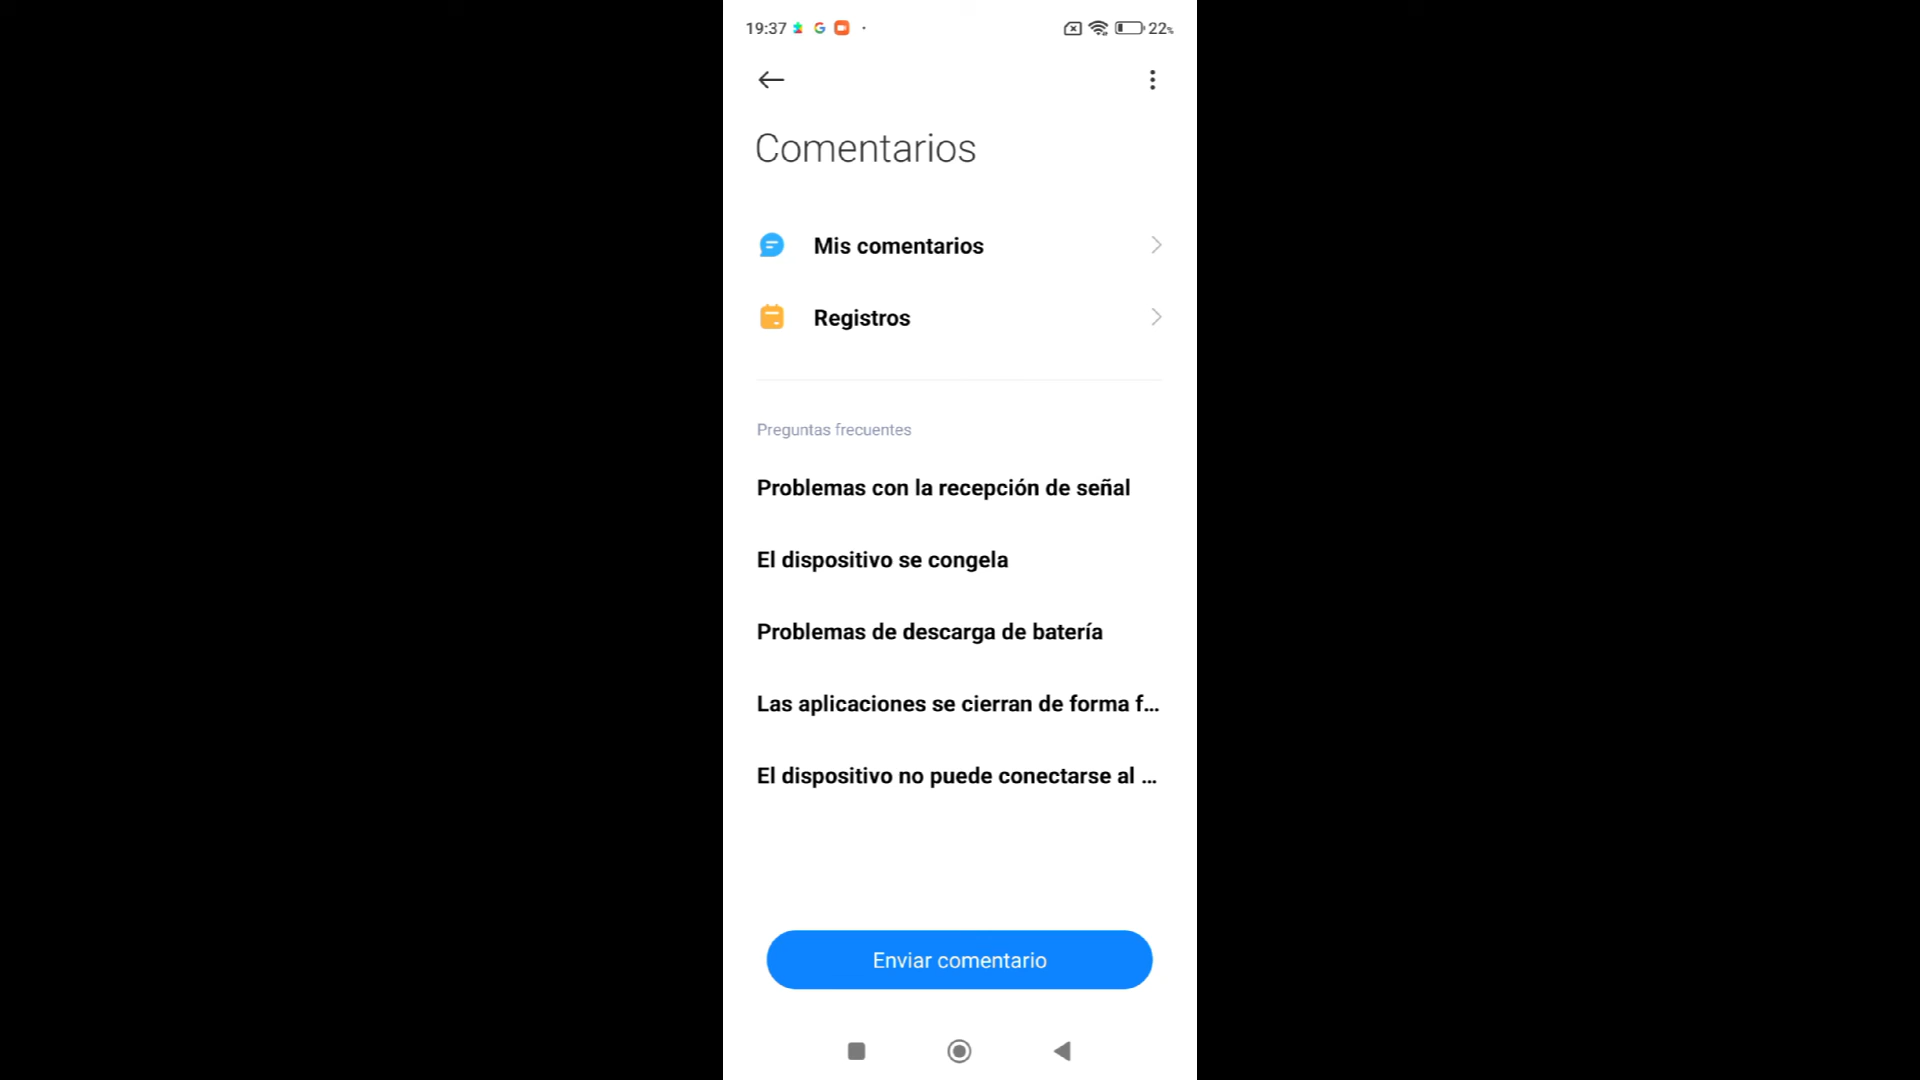 19:37 22%
Comentarios
Mis comentarios
Registros
Preguntas frecuentes
Problemas con la recepción de señal
El dispositivo se congela
Problemas de descarga de batería
Las aplicaciones se cierran de forma f...
El dispositivo no puede conectarse al ...
Enviar comentario